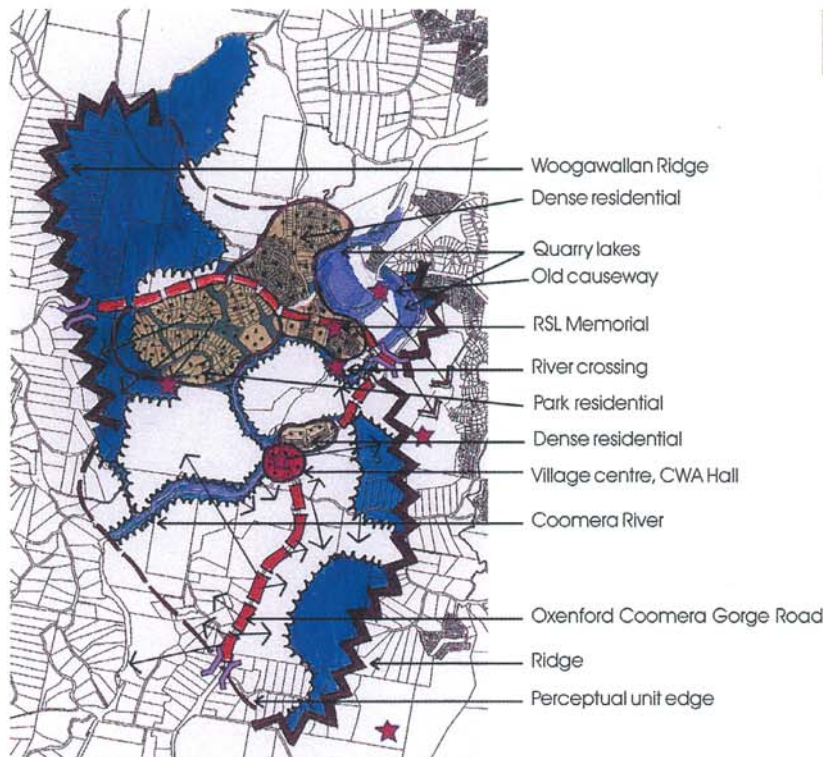 Woogawallan Ridge
Dense residential
Quarry lakes
Old causeway
RSL Memorial
River crossing
Park residential
Dense residential
Village centre, CWA Hall
Coomera River
Oxenford Coomera Gorge Road
Ridge
Perceptual unit edge